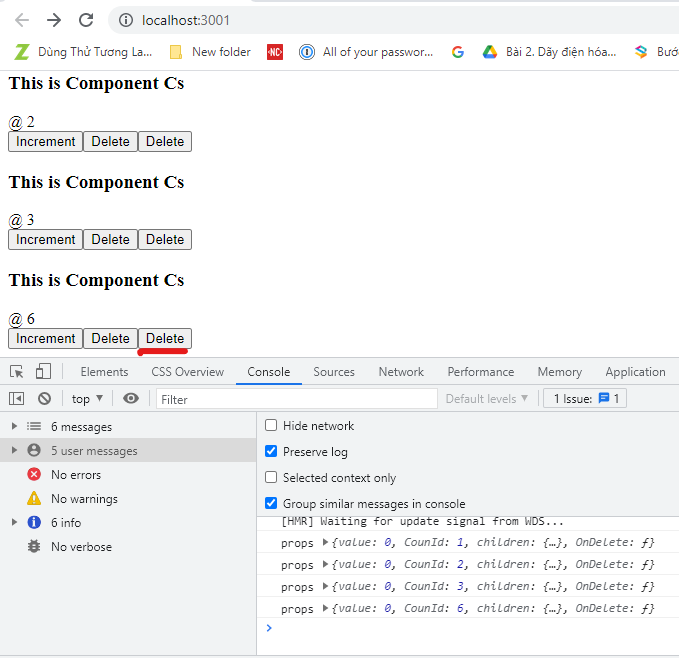 localhost:3001
Dùng Thử Tương La... New folder NC All of your passwor... G Bài 2. Dãy điện hóa... Bướ
This is Component Cs
@ 2
Increment Delete Delete
This is Component Cs
@ 3
Increment Delete Delete
This is Component Cs
@ 6
Increment Delete Delete
Elements CSS Overview Console Sources Network Performance Memory Application
top ▼ Filter Default levels ▼ 1 Issue: 1
6 messages
5 user messages
No errors
No warnings
6 info
No verbose
Hide network
Preserve log
Selected context only
Group similar messages in console
[HMR] Waiting for update signal from WDS...
props ▶{value: 0, CounId: 1, children: {…}, OnDelete: ƒ}
props ▶{value: 0, CounId: 2, children: {…}, OnDelete: ƒ}
props ▶{value: 0, CounId: 3, children: {…}, OnDelete: ƒ}
props ▶{value: 0, CounId: 6, children: {…}, OnDelete: ƒ}
>